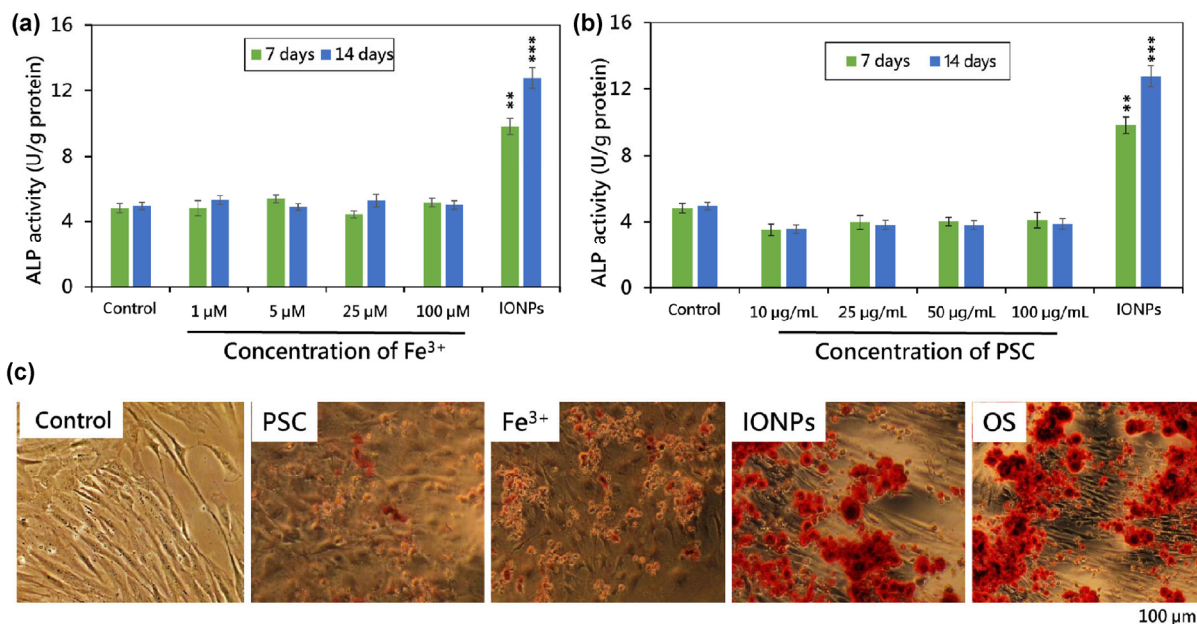 (a)
16
12
8
4
0
ALP activity (U/g protein)
7 days 14 days
**
***
Control 1 µM 5 µM 25 µM 100 µM IONPs
Concentration of Fe³⁺
(b)
16
12
8
4
0
ALP activity (U/g protein)
7 days 14 days
**
***
Control 10 µg/mL 25 µg/mL 50 µg/mL 100 µg/mL IONPs
Concentration of PSC
(c)
Control PSC Fe³⁺ IONPs OS
100 µm